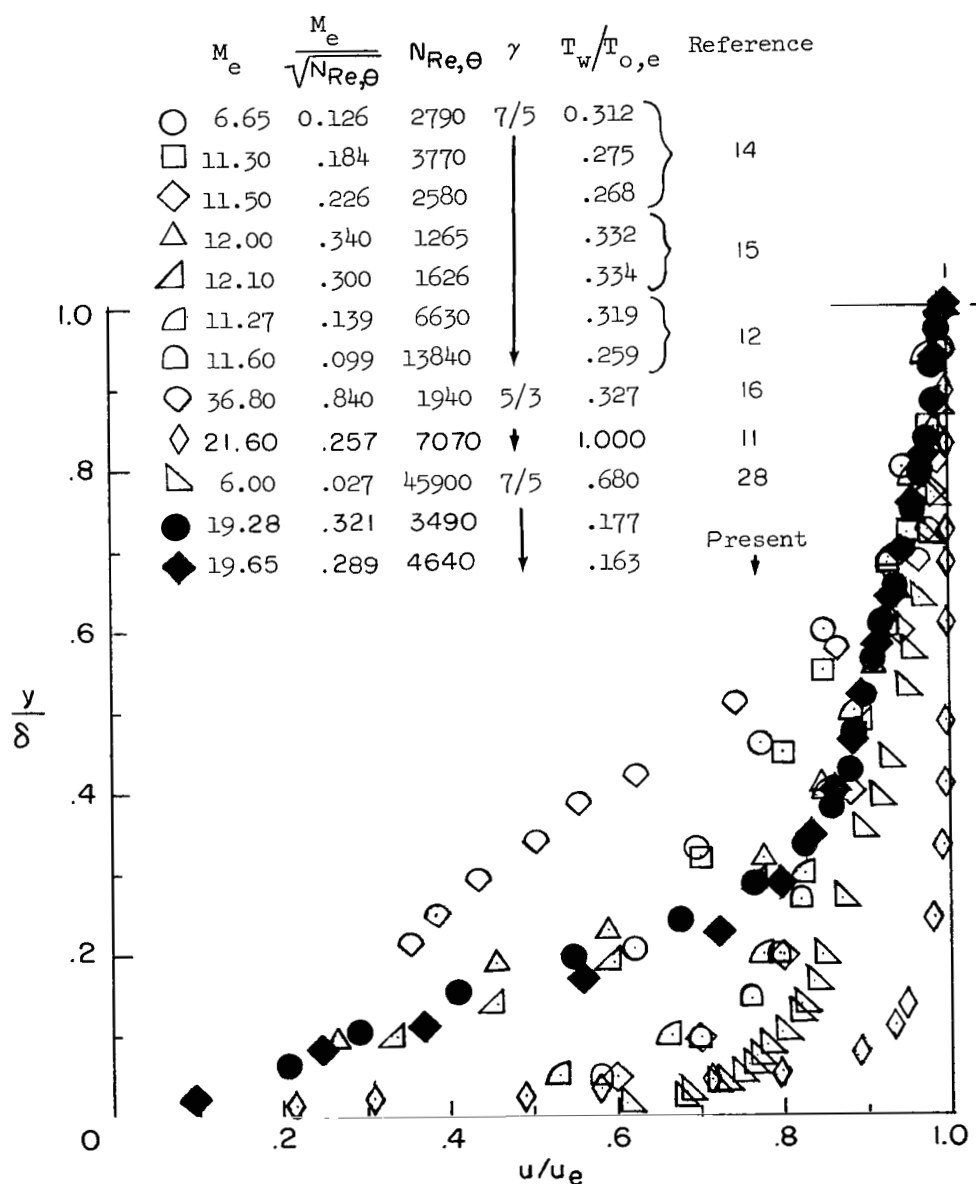 M_e M_e/√N_Re,θ N_Re,θ γ T_w/T_o,e Reference
6.65 0.126 2790 7/5 0.312
11.30 .184 3770 .275 14
11.50 .226 2580 .268
12.00 .340 1265 .332
15
12.10 .300 1626 .334
11.27 .139 6630 .319
12
11.60 .099 13840 .259
36.80 .840 1940 5/3 .327 16
21.60 .257 7070 1.000 11
6.00 .027 45900 7/5 .680 28
19.28 .321 3490 .177
Present
19.65 .289 4640 .163
1.0
.8
.6
y/δ
.4
.2
0
0 .2 .4 .6 .8 1.0
u/u_e